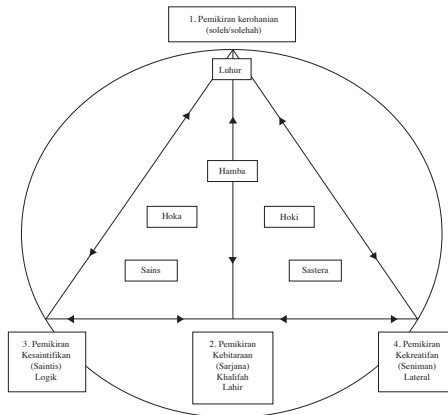 1. Pemikiran kerohanian
(soleh/solehah)
Luhur
Hamba
Hoka
Hoki
Sains
Sastera
3. Pemikiran
Kesaintifikan
(Saintis)
Logik
2. Pemikiran
Kebitaraan
(Sarjana)
Khalifah
Lahir
4. Pemikiran
Kekreatifan
(Seniman)
Lateral